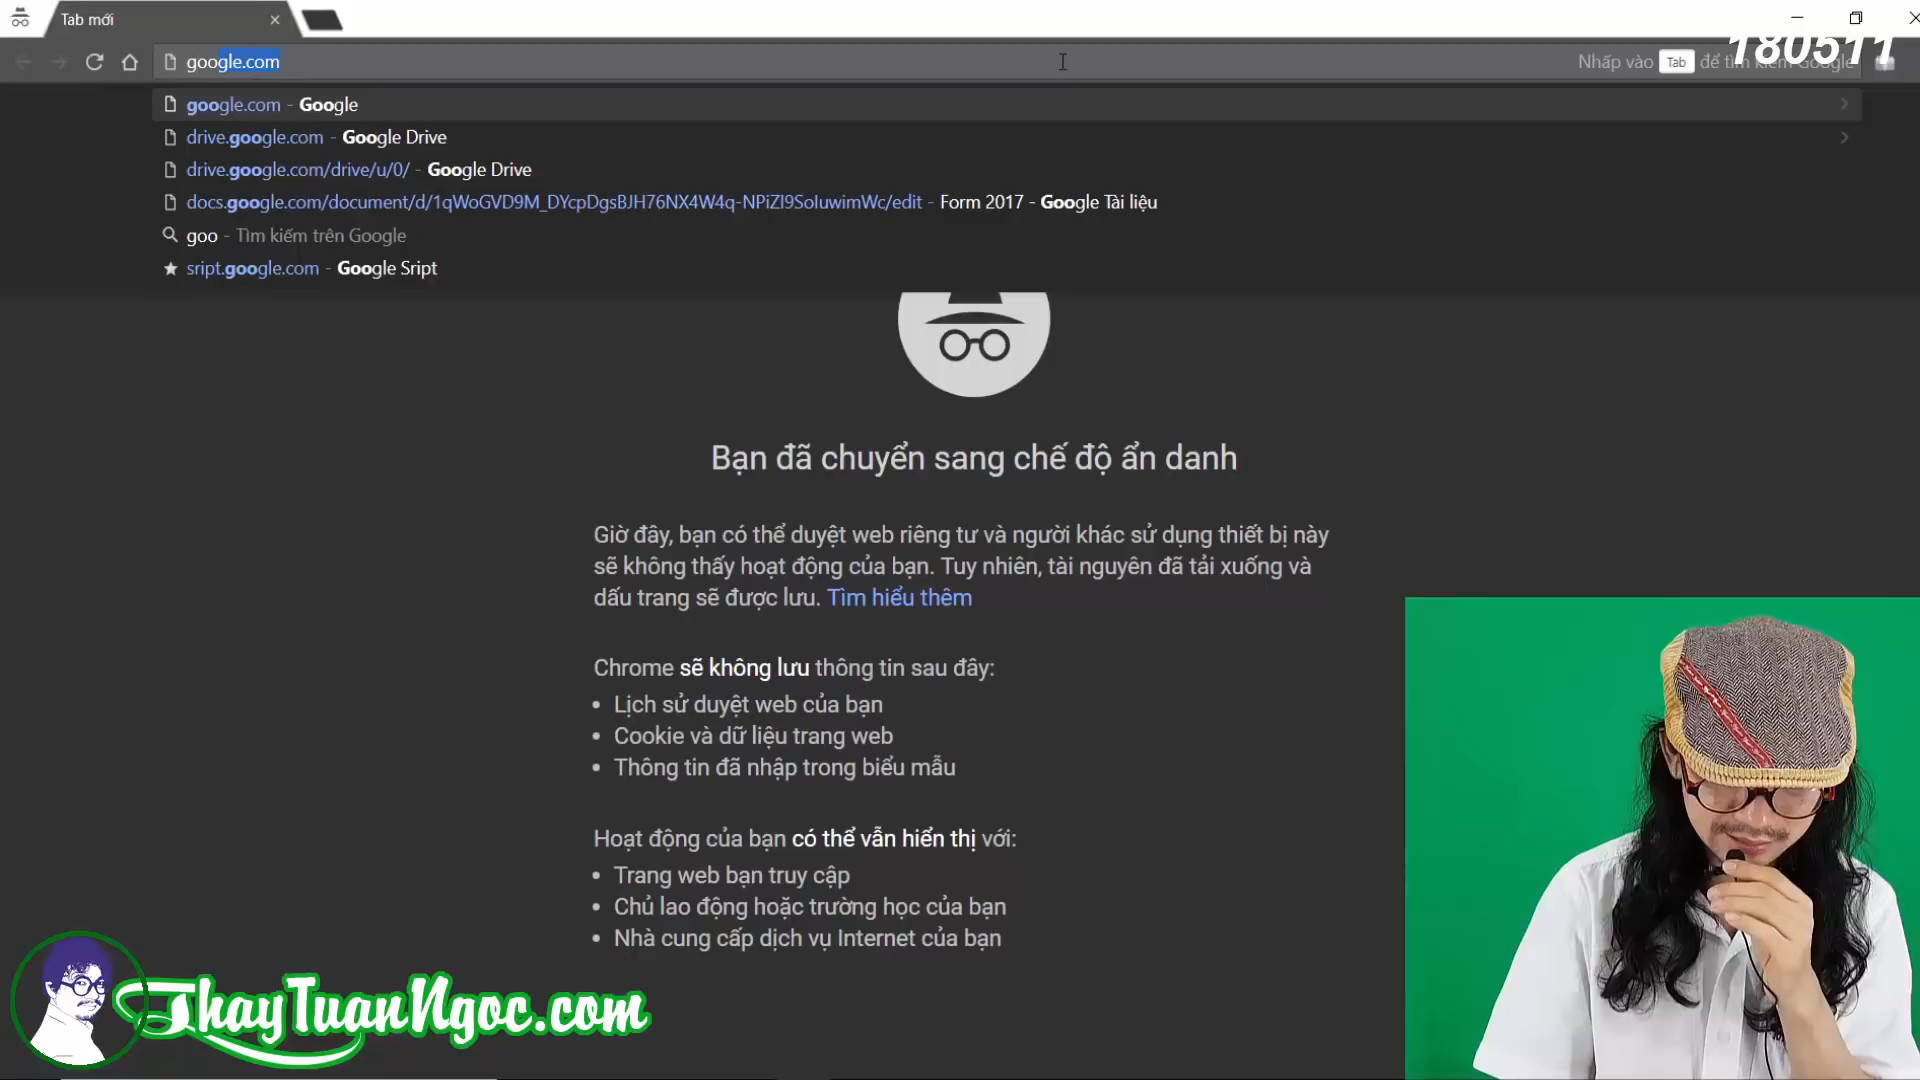 Tab mới
google.com
Nhấp vào Tab để tìm kiếm Google
180511
google.com - Google
drive.google.com - Google Drive
drive.google.com/drive/u/0/ - Google Drive
docs.google.com/document/d/1qWoGVD9M_DYcpDgsBJH76NX4W4q-NPiZI9SoIuwimWc/edit - Form 2017 - Google Tài liệu
goo - Tìm kiếm trên Google
sript.google.com - Google Sript
Bạn đã chuyển sang chế độ ẩn danh
Giờ đây, bạn có thể duyệt web riêng tư và người khác sử dụng thiết bị này
sẽ không thấy hoạt động của bạn. Tuy nhiên, tài nguyên đã tải xuống và
dấu trang sẽ được lưu. Tìm hiểu thêm
Chrome sẽ không lưu thông tin sau đây:
• Lịch sử duyệt web của bạn
• Cookie và dữ liệu trang web
• Thông tin đã nhập trong biểu mẫu
Hoạt động của bạn có thể vẫn hiển thị với:
• Trang web bạn truy cập
• Chủ lao động hoặc trường học của bạn
• Nhà cung cấp dịch vụ Internet của bạn
ThayTuanNgoc.com